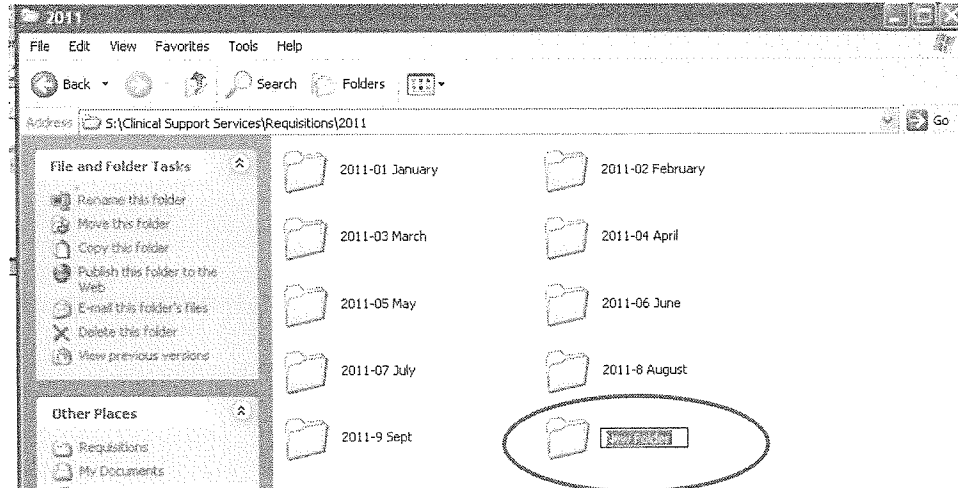 2011
File Edit View Favorites Tools Help
Back Search Folders
Address S:\Clinical Support Services\Requisitions\2011 Go
File and Folder Tasks
Rename this folder
Move this folder
Copy this folder
Publish this folder to the
Web
E-mail this folder's files
Delete this folder
View previous versions
Other Places
Requisitions
My Documents
2011-01 January 2011-02 February
2011-03 March 2011-04 April
2011-05 May 2011-06 June
2011-07 July 2011-8 August
2011-9 Sept New Folder